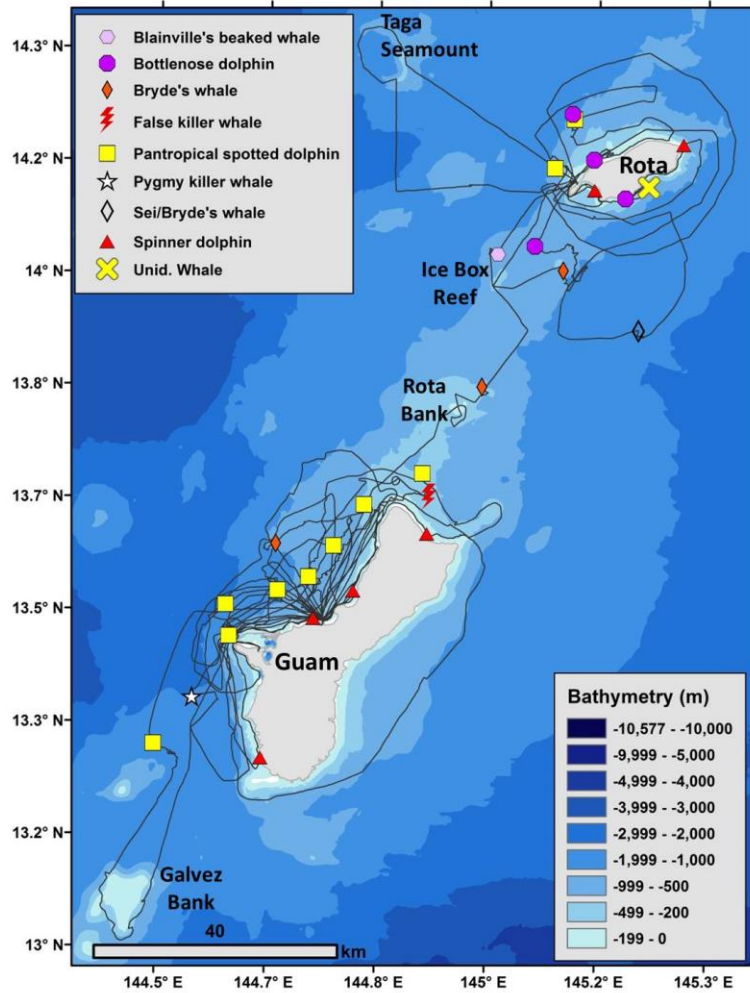 Taga
Seamount
14.3° N
Blainville's beaked whale
Bottlenose dolphin
Bryde's whale
False killer whale
Pantropical spotted dolphin
Pygmy killer whale
Sei/Bryde's whale
Spinner dolphin
Unid. Whale
14.2° N
Rota
14° N
Ice Box
Reef
13.8° N
Rota
Bank
13.7° N
13.5° N
Guam
13.3° N
Bathymetry (m)
-10,577 - -10,000
-9,999 - -5,000
-4,999 - -4,000
-3,999 - -3,000
-2,999 - -2,000
-1,999 - -1,000
-999 - -500
-499 - -200
-199 - 0
13.2° N
Galvez
Bank
13° N
40
km
144.5° E 144.7° E 144.8° E 145° E 145.2° E 145.3° E